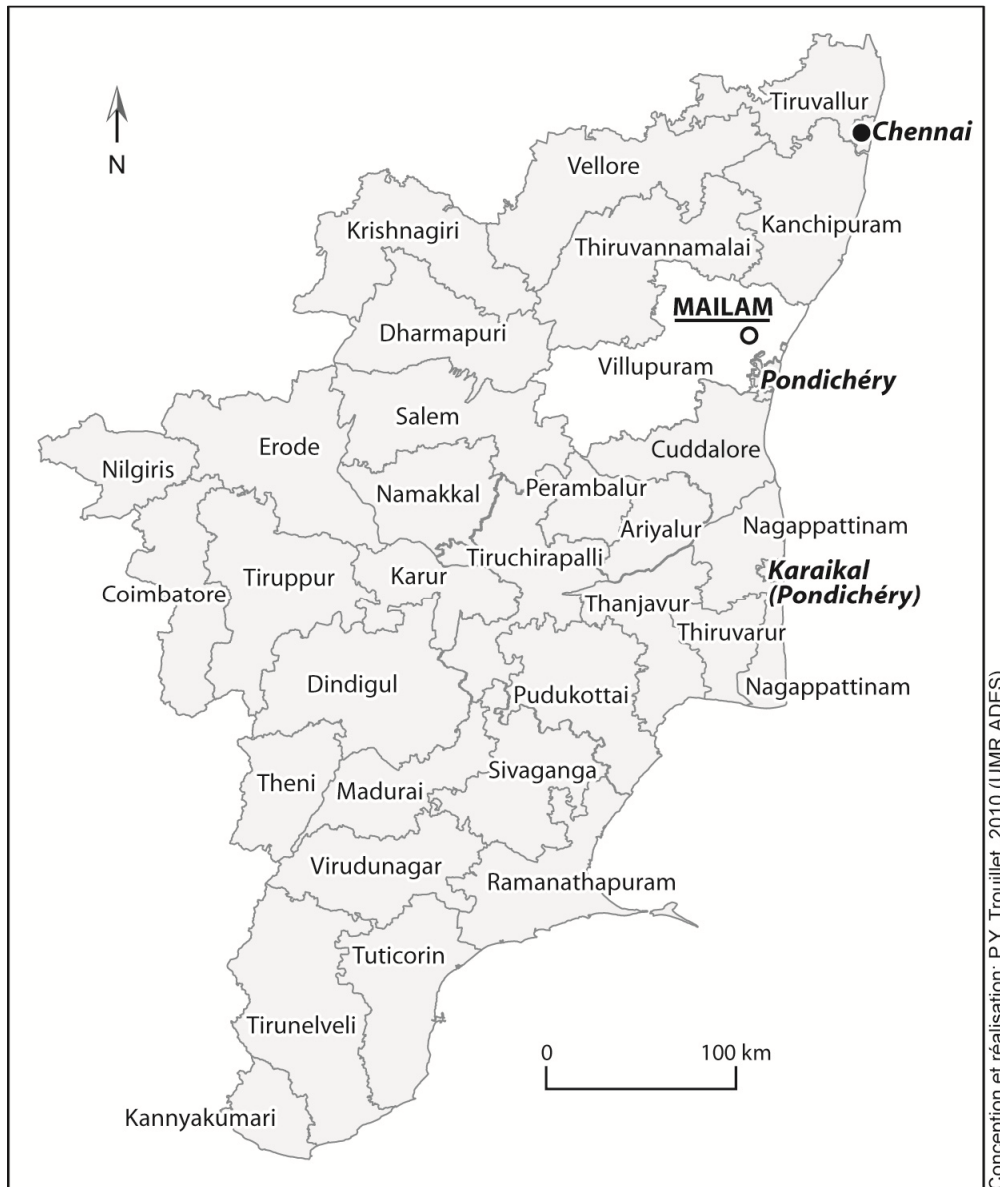 Tiruvallur
Chennai
Vellore
N
Kanchipuram
Krishnagiri
Thiruvannamalai
MAILAM
Dharmapuri
Villupuram
Pondichéry
Salem
Erode
Cuddalore
Nilgiris
Namakkal
Perambalur
Ariyalur
Nagappattinam
Tiruchirapalli
Karaikal
(Pondichéry)
Tiruppur
Karur
Coimbatore
Thanjavur
Thiruvarur
Dindigul
Pudukottai
Nagappattinam
Sivaganga
Theni
Madurai
Virudunagar
Ramanathapuram
Tuticorin
Tirunelveli
0 100 km
Kannyakumari
Conception et réalisation: P.Y. Trouillet, 2010 (UMR ADES)